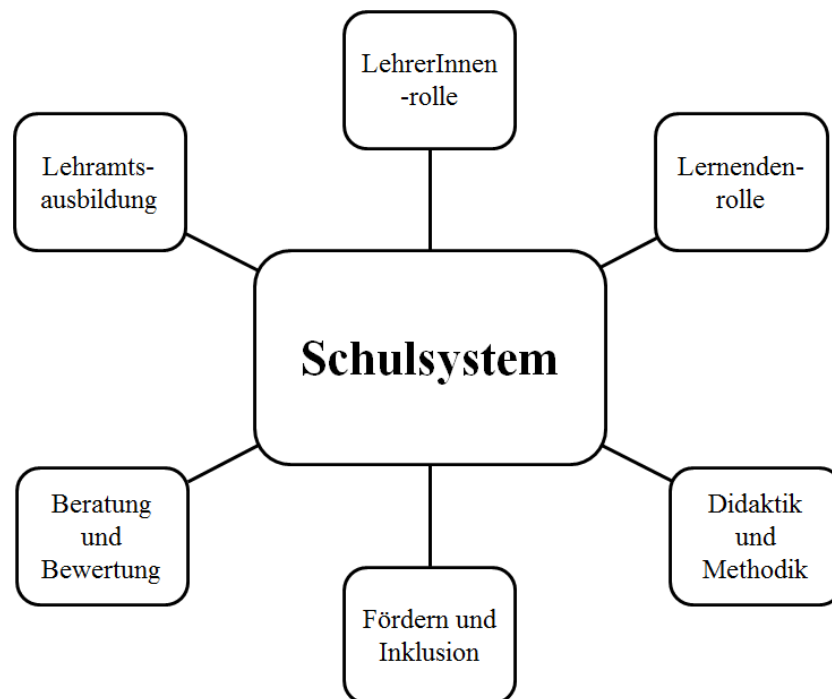 LehrerInnen
-rolle
Lehramts-
ausbildung
Lernenden-
rolle
Schulsystem
Beratung
und
Bewertung
Didaktik
und
Methodik
Fördern und
Inklusion